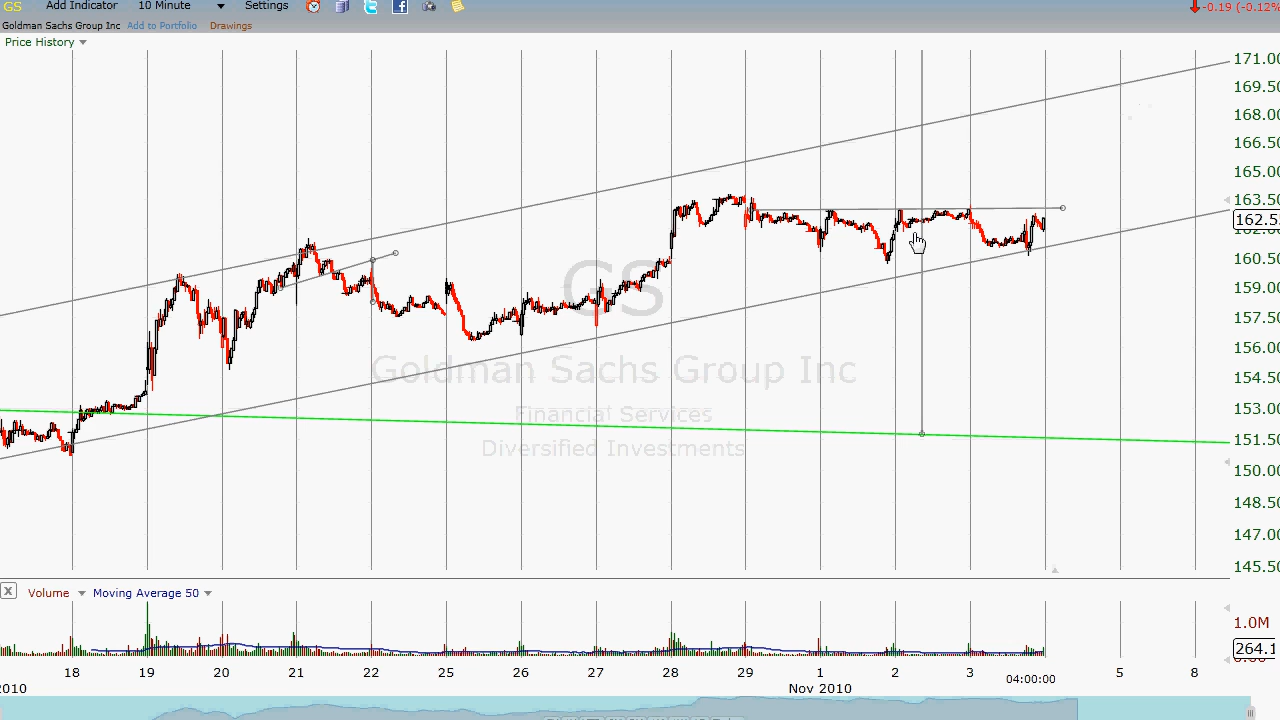 GS Add Indicator 10 Minute Settings -0.19 (-0.12%
Goldman Sachs Group Inc Add to Portfolio Drawings
Price History
171.00
169.50
168.00
166.50
165.00
163.50
162.5
160.50
159.00
157.50
156.00
154.50
153.00
151.50
150.00
148.50
147.00
145.50
GS
Goldman Sachs Group Inc
Financial Services
Diversified Investments
X Volume Moving Average 50
1.0M
264.1
18 19 20 21 22 25 26 27 28 29 1 2 3 04:00:00 5 8
2010 Nov 2010